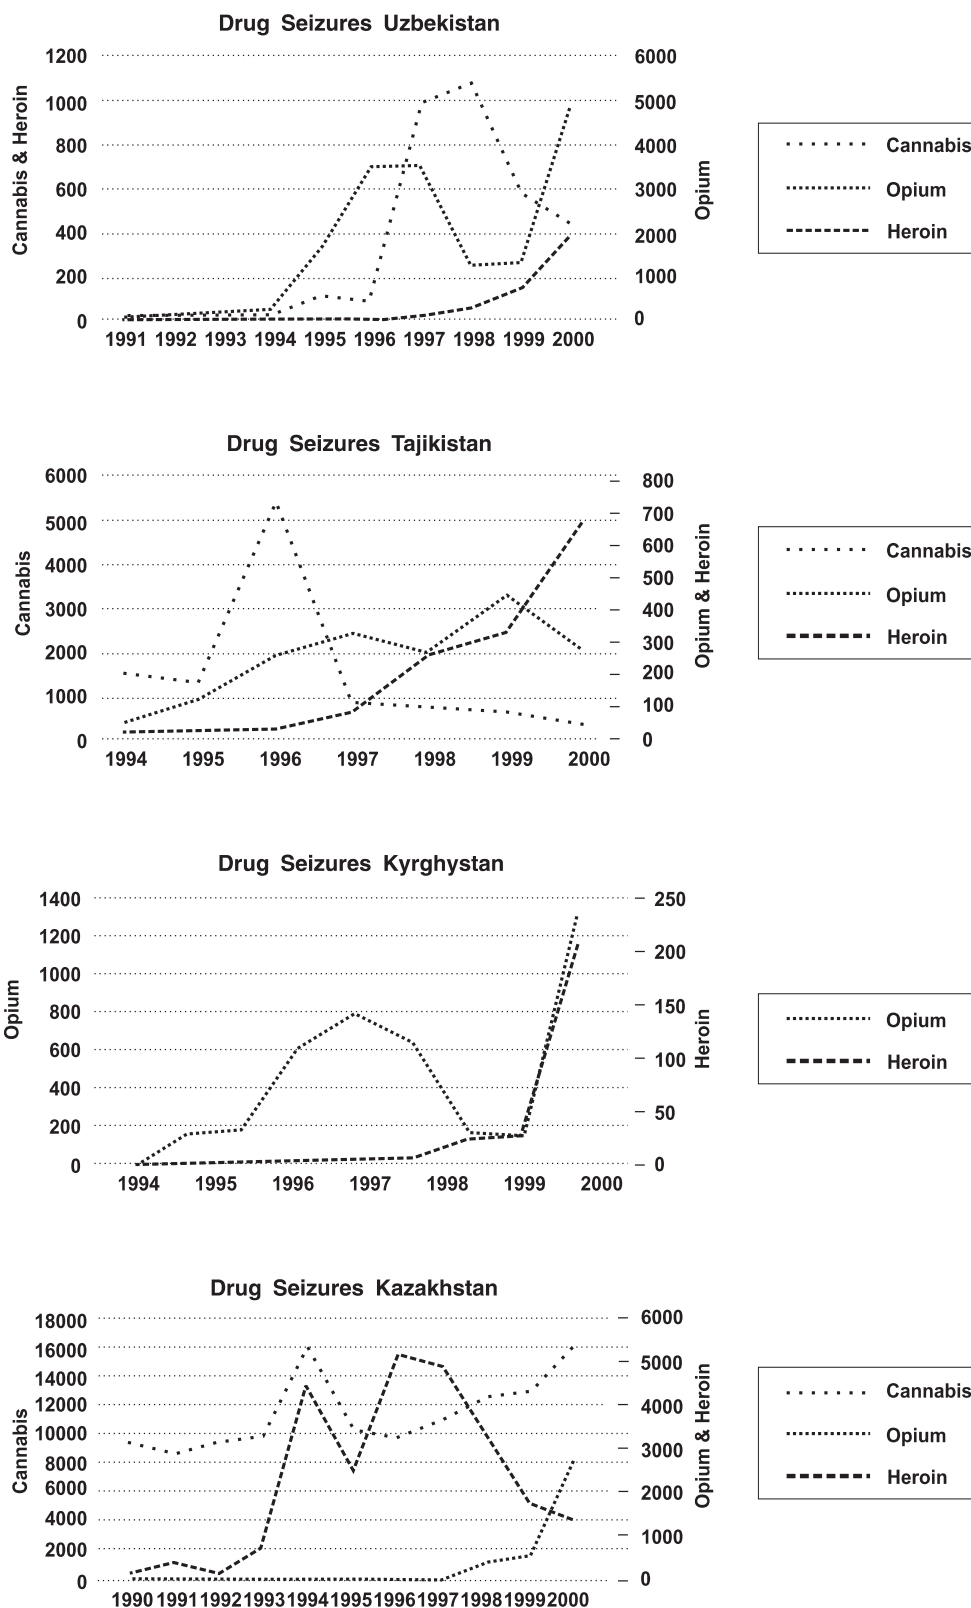 Drug Seizures Uzbekistan
1200
1000
800
600
400
200
0
Cannabis & Heroin
6000
5000
4000
3000
2000
1000
0
Opium
1991 1992 1993 1994 1995 1996 1997 1998 1999 2000
Cannabis
Opium
Heroin
Drug Seizures Tajikistan
6000
5000
4000
3000
2000
1000
0
Cannabis
800
700
600
500
400
300
200
100
0
Opium & Heroin
1994 1995 1996 1997 1998 1999 2000
Cannabis
Opium
Heroin
Drug Seizures Kyrghystan
1400
1200
1000
800
600
400
200
0
Opium
250
200
150
100
50
0
Heroin
1994 1995 1996 1997 1998 1999 2000
Opium
Heroin
Drug Seizures Kazakhstan
18000
16000
14000
12000
10000
8000
6000
4000
2000
0
Cannabis
6000
5000
4000
3000
2000
1000
0
Opium & Heroin
1990 1991 1992 1993 1994 1995 1996 1997 1998 1999 2000
Cannabis
Opium
Heroin